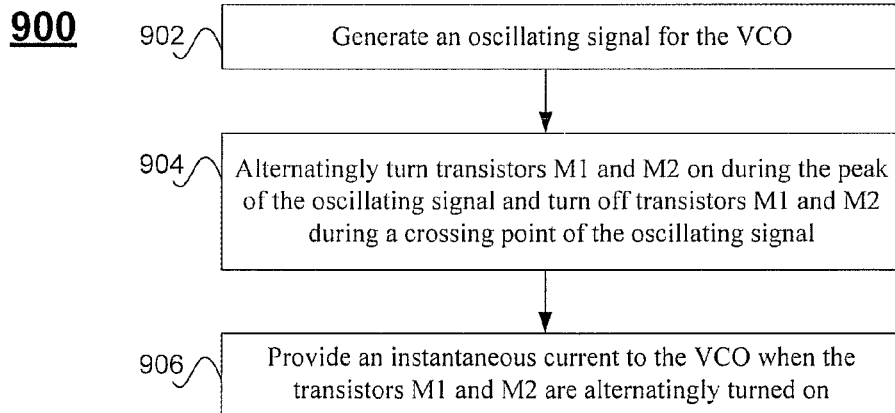 900
902
Generate an oscillating signal for the VCO
904
Alternatingly turn transistors M1 and M2 on during the peak
of the oscillating signal and turn off transistors M1 and M2
during a crossing point of the oscillating signal
906
Provide an instantaneous current to the VCO when the
transistors M1 and M2 are alternatingly turned on